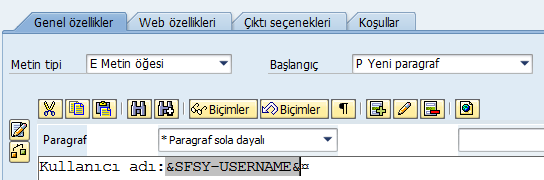 Genel özellikler Web özellikleri Çıktı seçenekleri Koşullar
Metin tipi E Metin öğesi Başlangıç P Yeni paragraf
Biçimler Biçimler ¶
Paragraf * Paragraf sola dayalı
Kullanıcı adı:&SFSY-USERNAME&¤